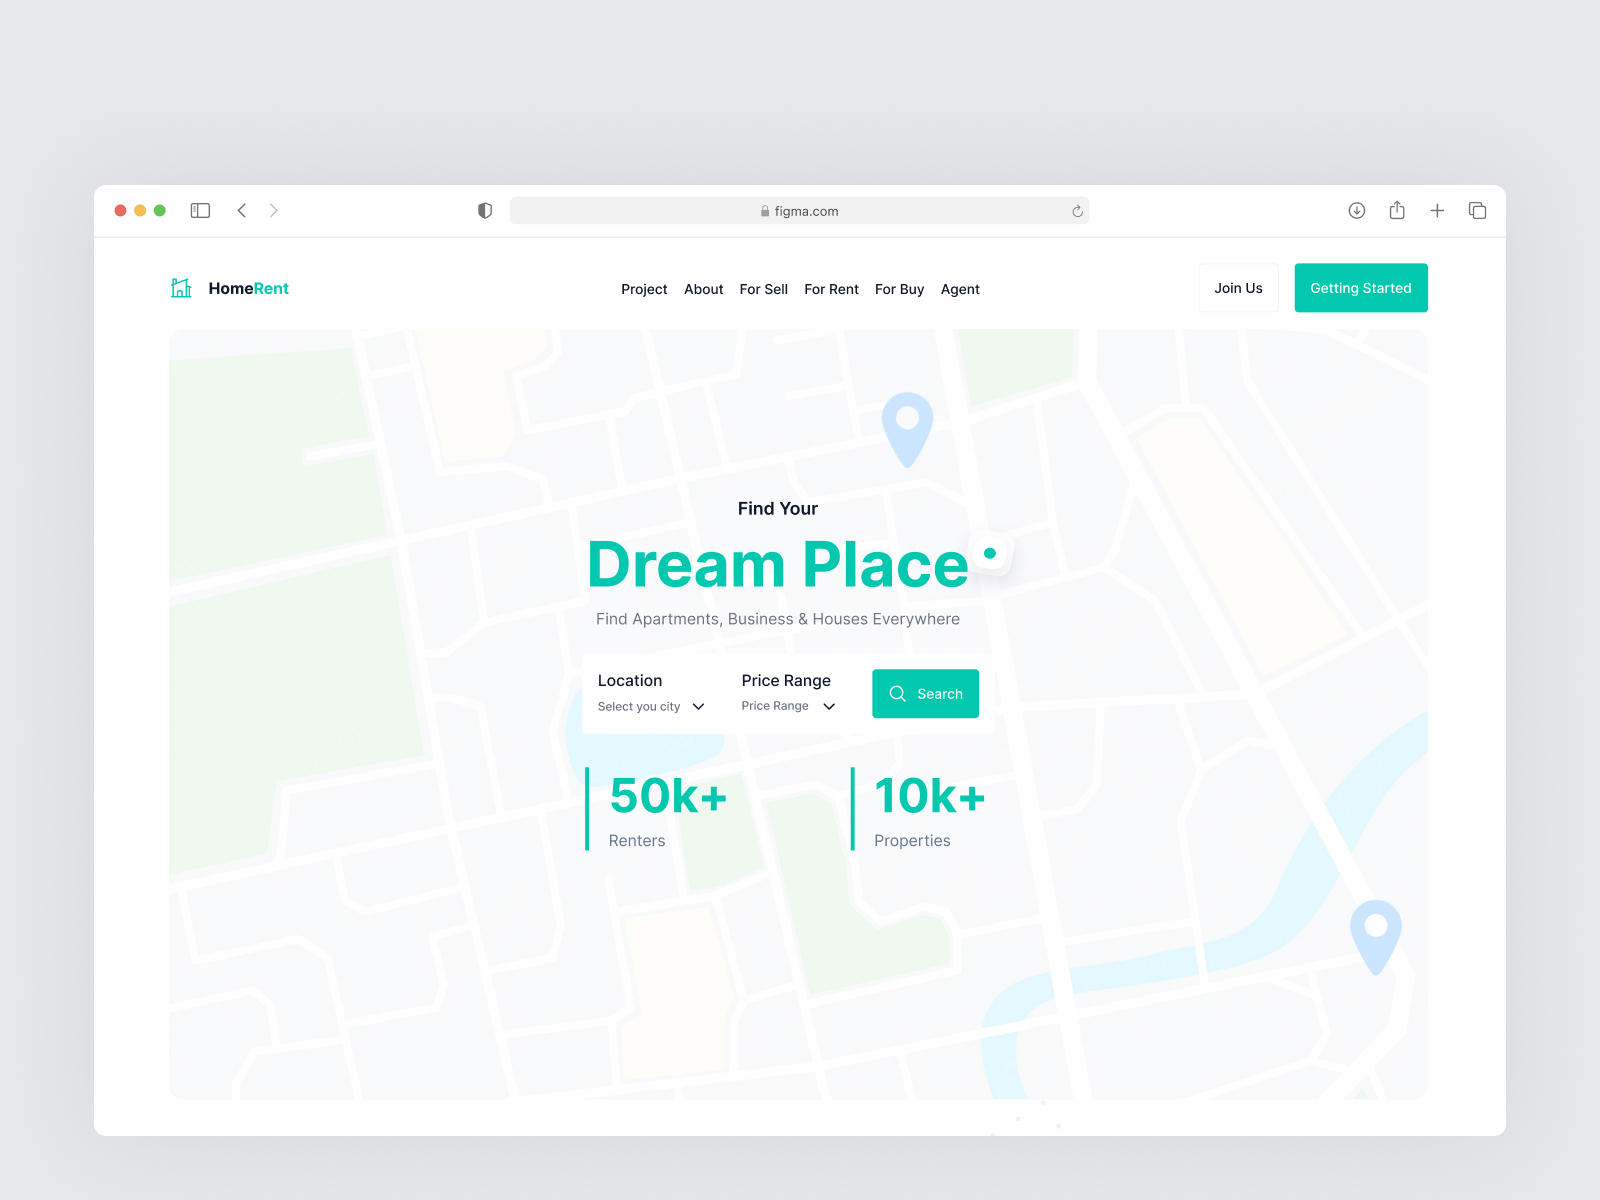 figma.com
HomeRent
Project About For Sell For Rent For Buy Agent
Join Us
Getting Started
Find Your
Dream Place
Find Apartments, Business & Houses Everywhere
Location
Select you city
Price Range
Price Range
Search
50k+
Renters
10k+
Properties